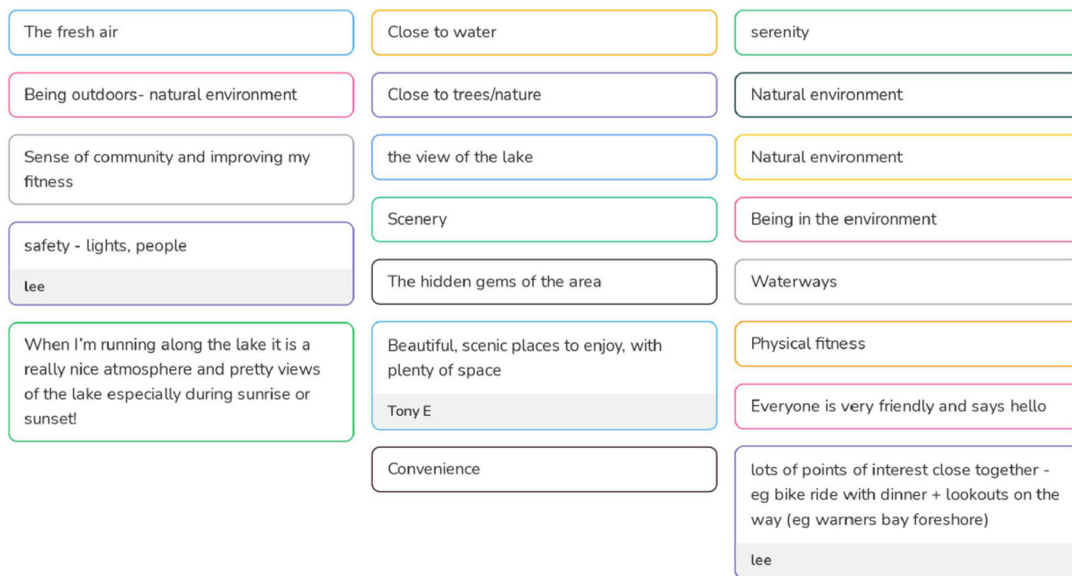 The fresh air
Being outdoors- natural environment
Sense of community and improving my
fitness
safety - lights, people
lee
When I'm running along the lake it is a
really nice atmosphere and pretty views
of the lake especially during sunrise or
sunset!
Close to water
Close to trees/nature
the view of the lake
Scenery
The hidden gems of the area
Beautiful, scenic places to enjoy, with
plenty of space
Tony E
Convenience
serenity
Natural environment
Natural environment
Being in the environment
Waterways
Physical fitness
Everyone is very friendly and says hello
lots of points of interest close together -
eg bike ride with dinner + lookouts on the
way (eg warners bay foreshore)
lee